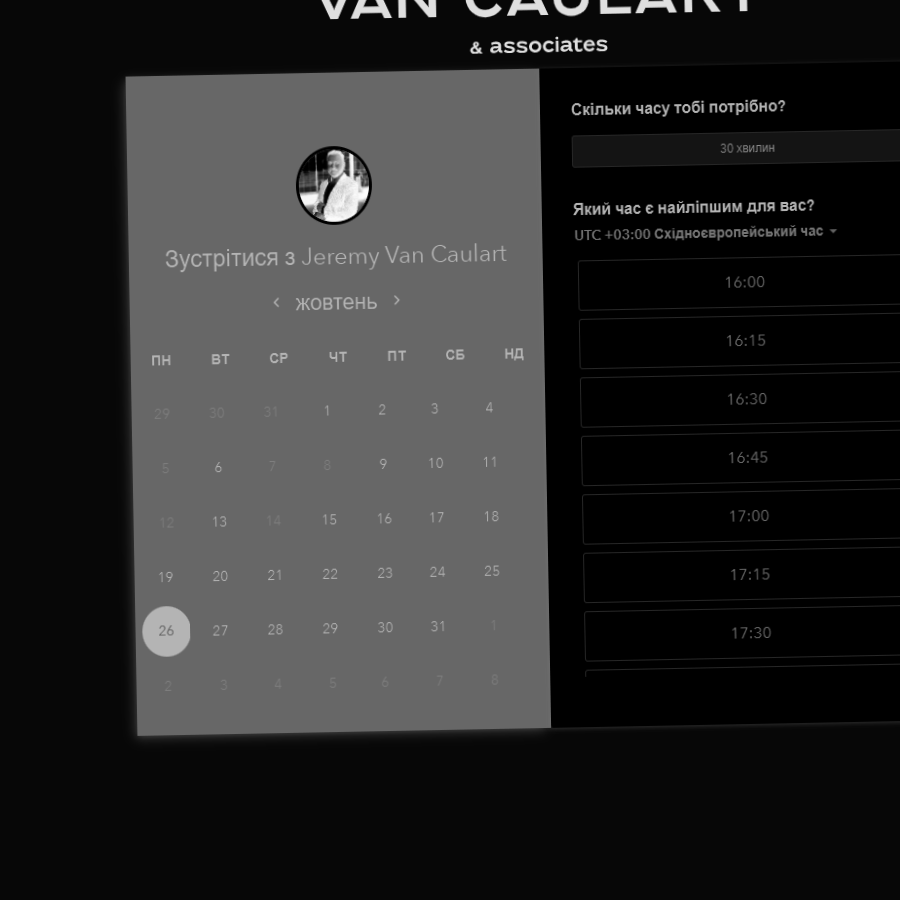 VAN CAULART
& associates
Зустрітися з Jeremy Van Caulart
жовтень
ПН ВТ СР ЧТ ПТ СБ НД
29 30 31 1 2 3 4
5 6 7 8 9 10 11
12 13 14 15 16 17 18
19 20 21 22 23 24 25
26 27 28 29 30 31 1
2 3 4 5 6 7 8
Скільки часу тобі потрібно?
30 хвилин
Який час є найліпшим для вас?
UTC +03:00 Східноєвропейський час
16:00
16:15
16:30
16:45
17:00
17:15
17:30